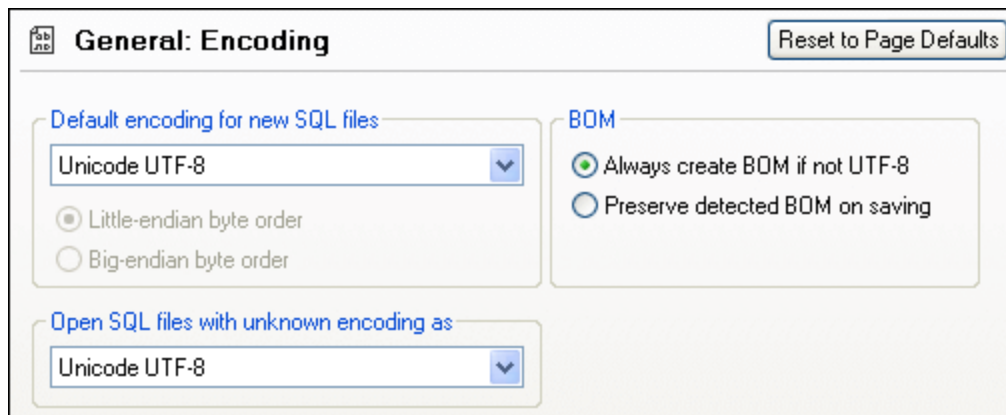 General: Encoding
Reset to Page Defaults
Default encoding for new SQL files
Unicode UTF-8
Little-endian byte order
Big-endian byte order
BOM
Always create BOM if not UTF-8
Preserve detected BOM on saving
Open SQL files with unknown encoding as
Unicode UTF-8